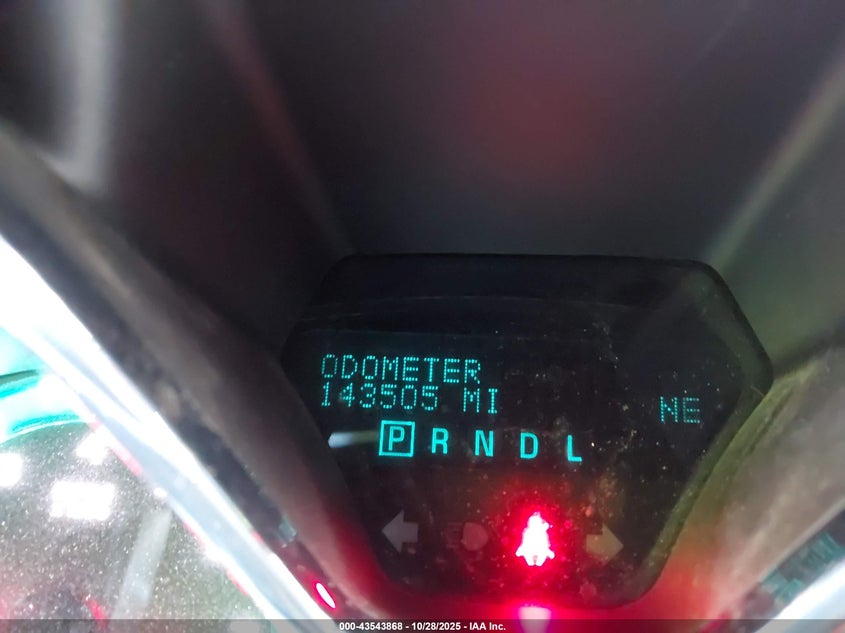 ODOMETER
143505 MI
NE
P R N D L
000-43543868 - 10/28/2025 - IAA Inc.